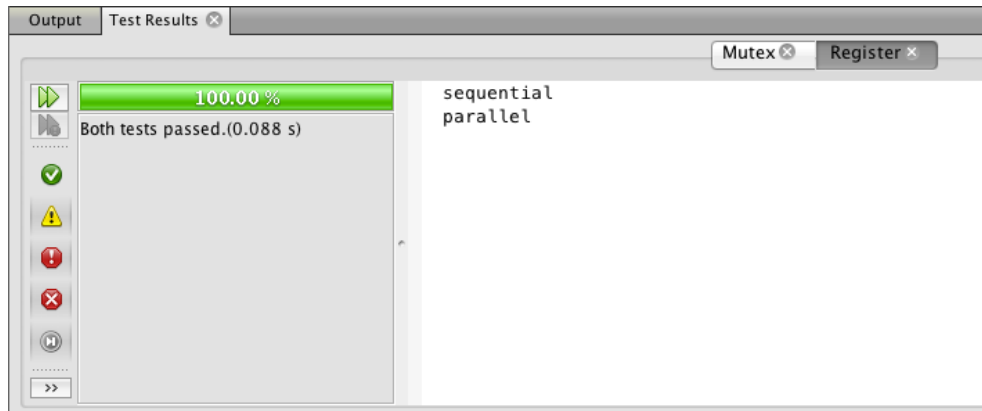 Output Test Results
Mutex Register
100.00 %
Both tests passed.(0.088 s)
sequential
parallel
>>